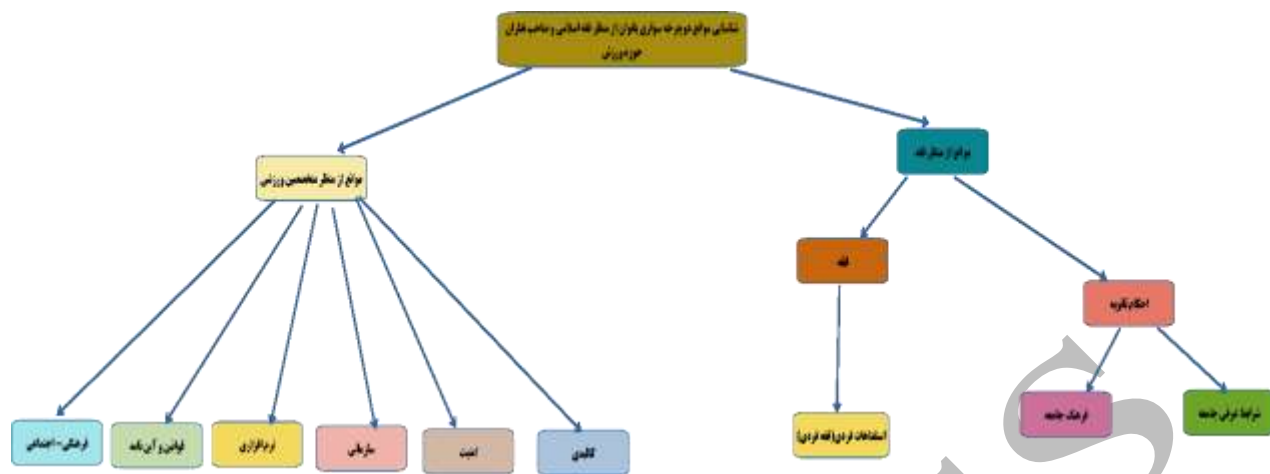 شناسایی موانع دوچرخه سواری بانوان از منظر فقه اسلامی و صاحب نظران
حوزه ورزش
موانع از منظر فقه
موانع از منظر متخصصین ورزشی
فقه
احکام ثانویه
استفتاءات فردی (فقه فردی)
فرهنگ جامعه
شرایط عرفی جامعه
کالبدی
امنیت
سازمانی
نرم‌افزاری
قوانین و آیین نامه
فرهنگی - اجتماعی
S